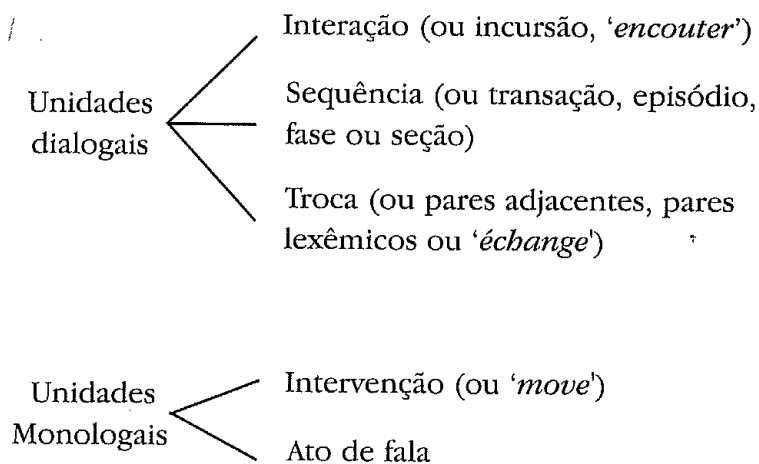 Interação (ou incursão, 'encouter')
Unidades
dialogais
Sequência (ou transação, episódio,
fase ou seção)
Troca (ou pares adjacentes, pares
lexêmicos ou 'échange')
Unidades
Monologais
Intervenção (ou 'move')
Ato de fala